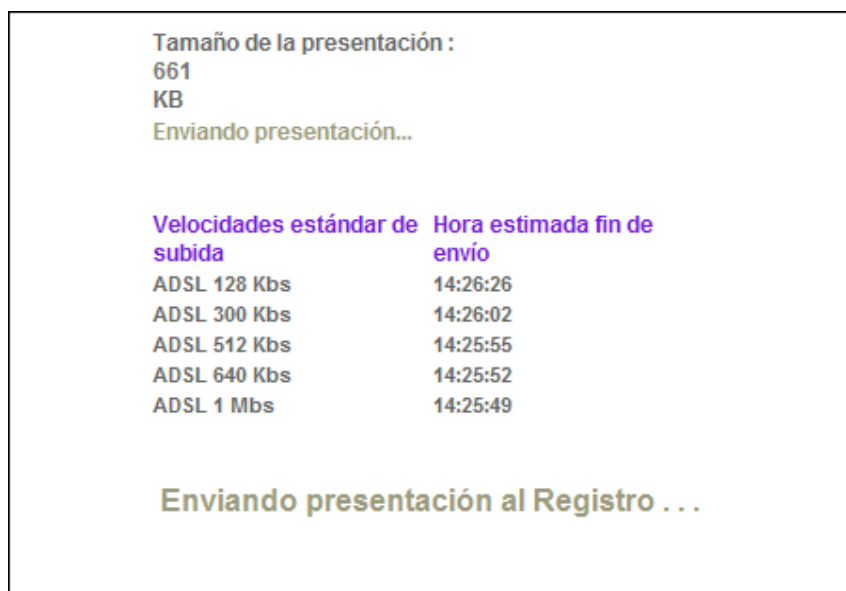 Tamaño de la presentación :
661
KB
Enviando presentación...
Velocidades estándar de subida Hora estimada fin de envío
ADSL 128 Kbs 14:26:26
ADSL 300 Kbs 14:26:02
ADSL 512 Kbs 14:25:55
ADSL 640 Kbs 14:25:52
ADSL 1 Mbs 14:25:49
Enviando presentación al Registro . . .